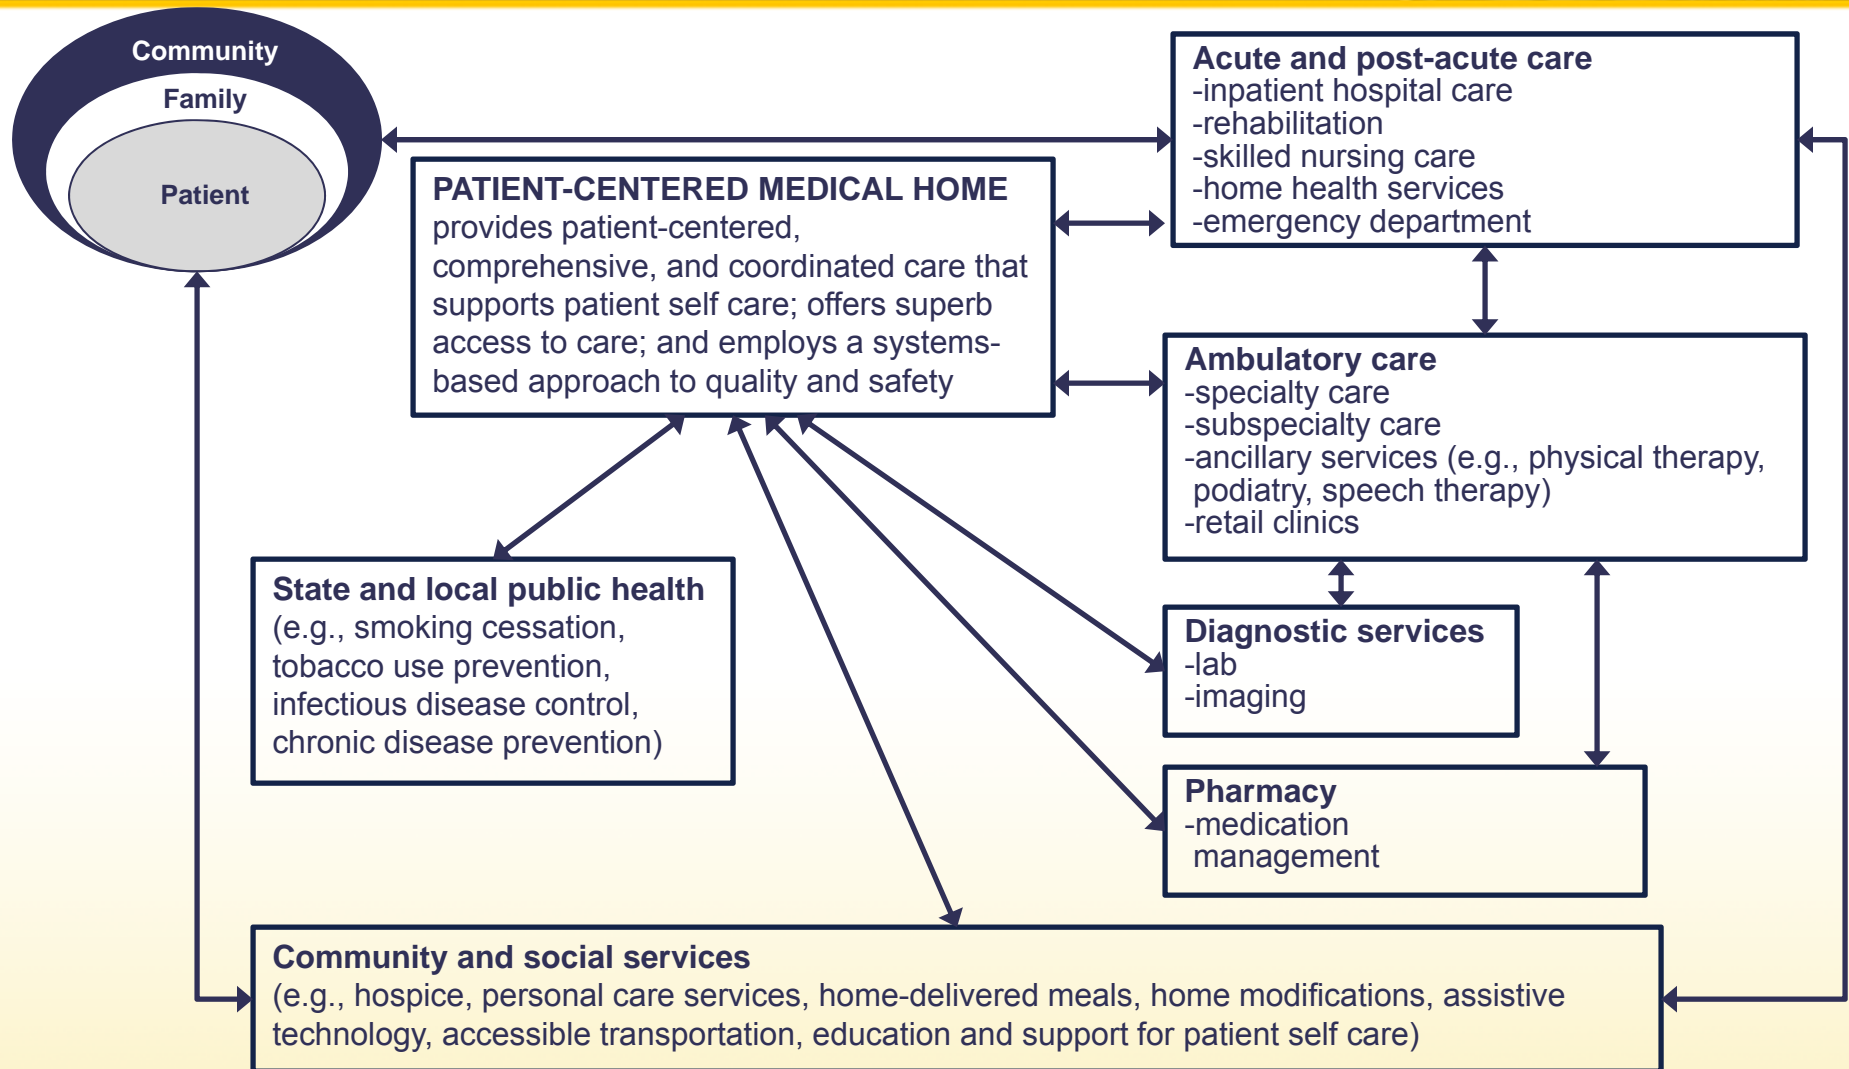 Community
Family
Patient
Acute and post-acute care
-inpatient hospital care
-rehabilitation
-skilled nursing care
-home health services
-emergency department
PATIENT-CENTERED MEDICAL HOME
provides patient-centered,
comprehensive, and coordinated care that
supports patient self care; offers superb
access to care; and employs a systems-
based approach to quality and safety
Ambulatory care
-specialty care
-subspecialty care
-ancillary services (e.g., physical therapy,
podiatry, speech therapy)
-retail clinics
State and local public health
(e.g., smoking cessation,
tobacco use prevention,
infectious disease control,
chronic disease prevention)
Diagnostic services
-lab
-imaging
Pharmacy
-medication
management
Community and social services
(e.g., hospice, personal care services, home-delivered meals, home modifications, assistive
technology, accessible transportation, education and support for patient self care)